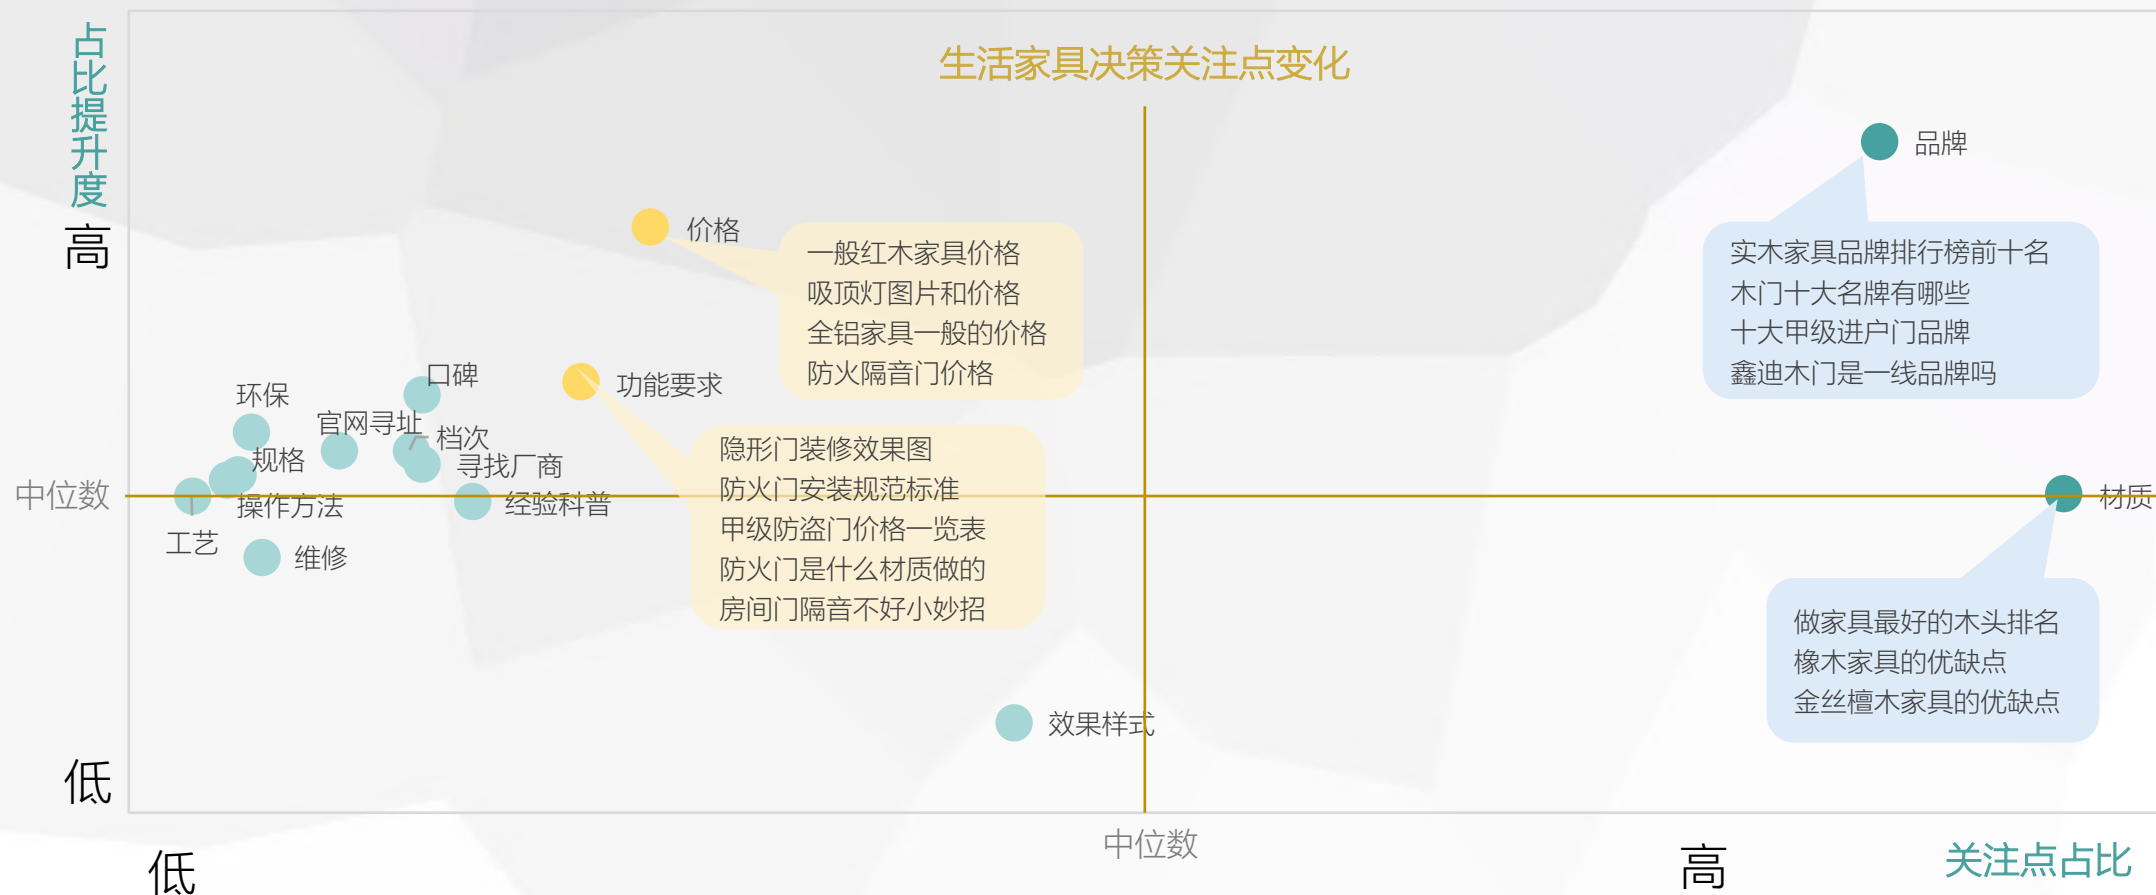 生活家具决策关注点变化
占比提升度
高
品牌
价格
一般红木家具价格
吸顶灯图片和价格
全铝家具一般的价格
防火隔音门价格
实木家具品牌排行榜前十名
木门十大名牌有哪些
十大甲级进户门品牌
鑫迪木门是一线品牌吗
口碑
功能要求
环保
官网寻址
档次
规格
寻找厂商
隐形门装修效果图
防火门安装规范标准
甲级防盗门价格一览表
防火门是什么材质做的
房间门隔音不好小妙招
中位数
操作方法
经验科普
材质
工艺
维修
做家具最好的木头排名
橡木家具的优缺点
金丝檀木家具的优缺点
效果样式
低
中位数
低
高
关注点占比